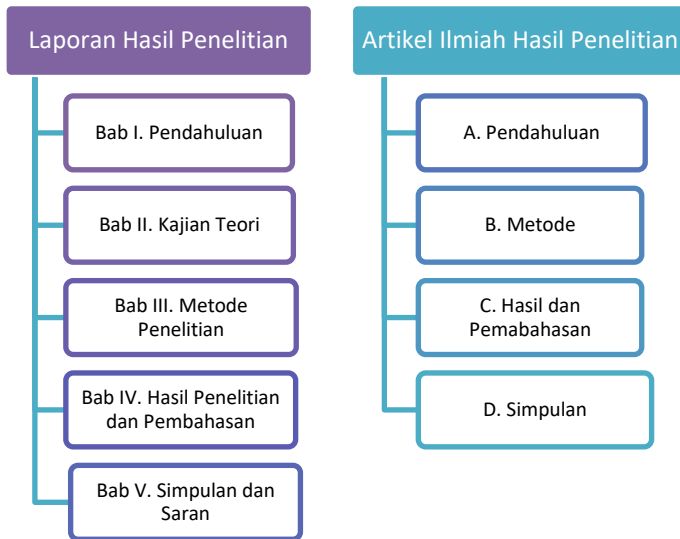 Laporan Hasil Penelitian
Bab I. Pendahuluan
Bab II. Kajian Teori
Bab III. Metode
Penelitian
Bab IV. Hasil Penelitian
dan Pembahasan
Bab V. Simpulan dan
Saran
Artikel Ilmiah Hasil Penelitian
A. Pendahuluan
B. Metode
C. Hasil dan
Pemabahasan
D. Simpulan